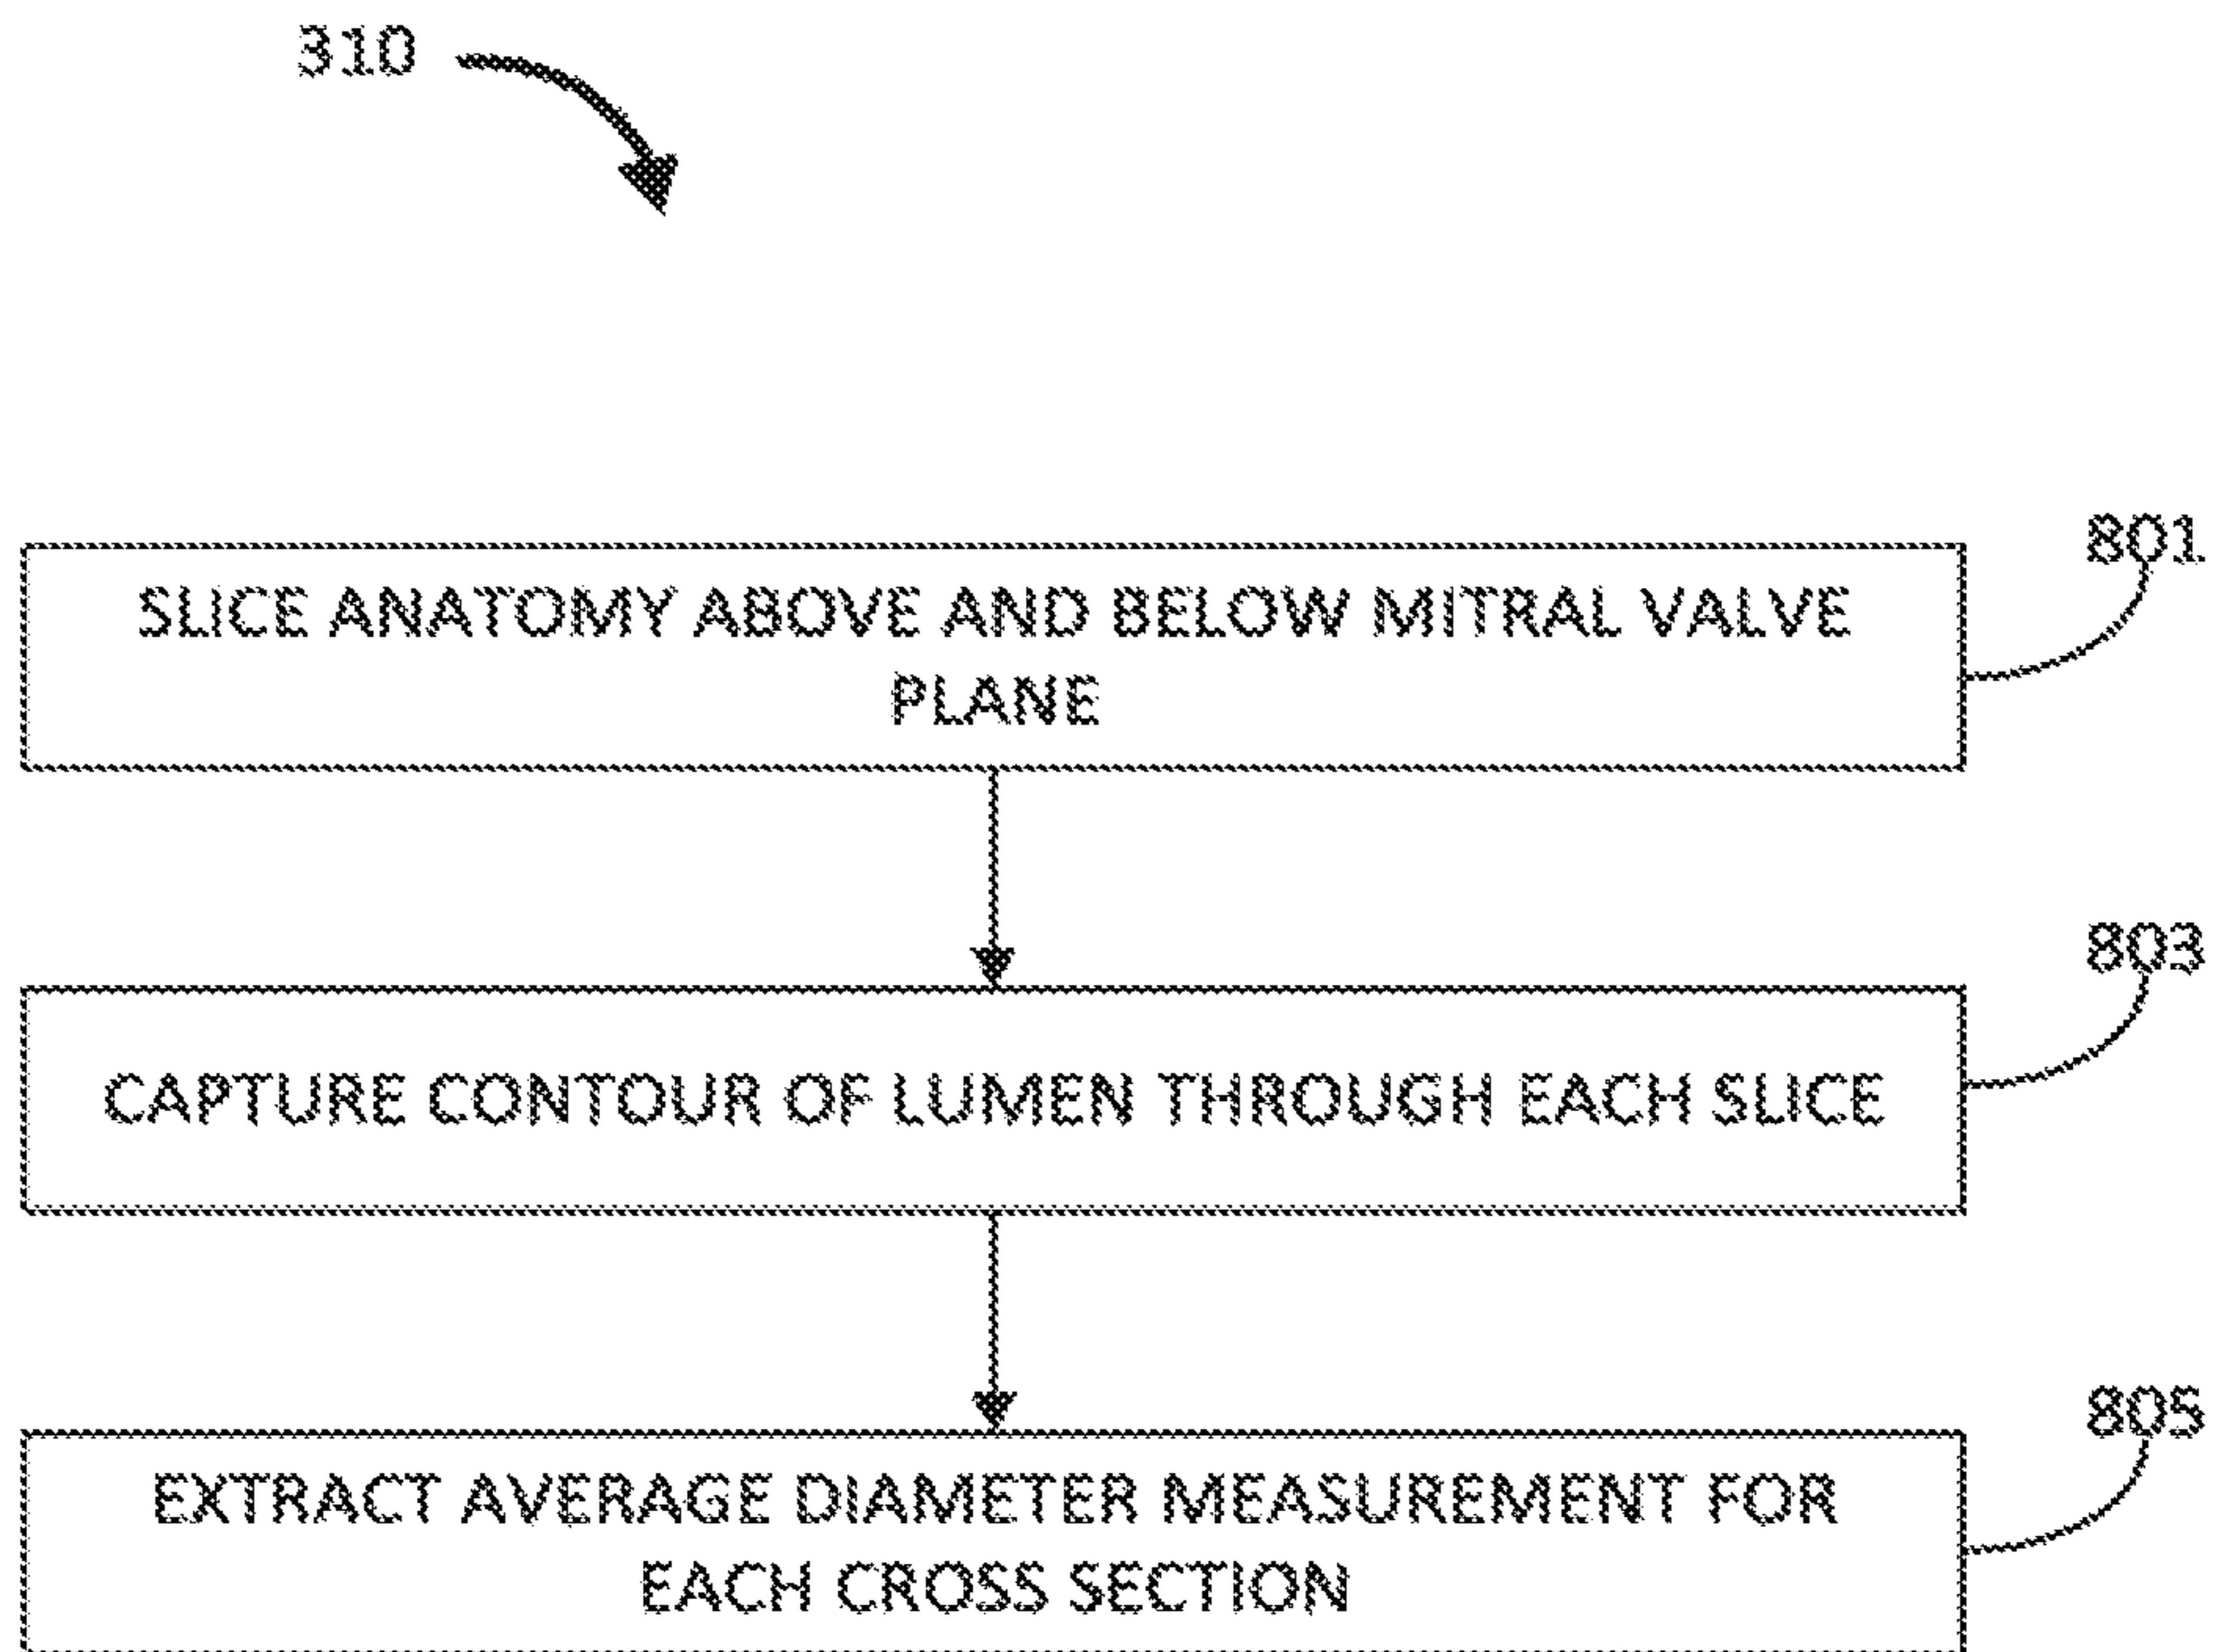 310
801
SLICE ANATOMY ABOVE AND BELOW MITRAL VALVE
PLANE
803
CAPTURE CONTOUR OF LUMEN THROUGH EACH SLICE
805
EXTRACT AVERAGE DIAMETER MEASUREMENT FOR
EACH CROSS SECTION